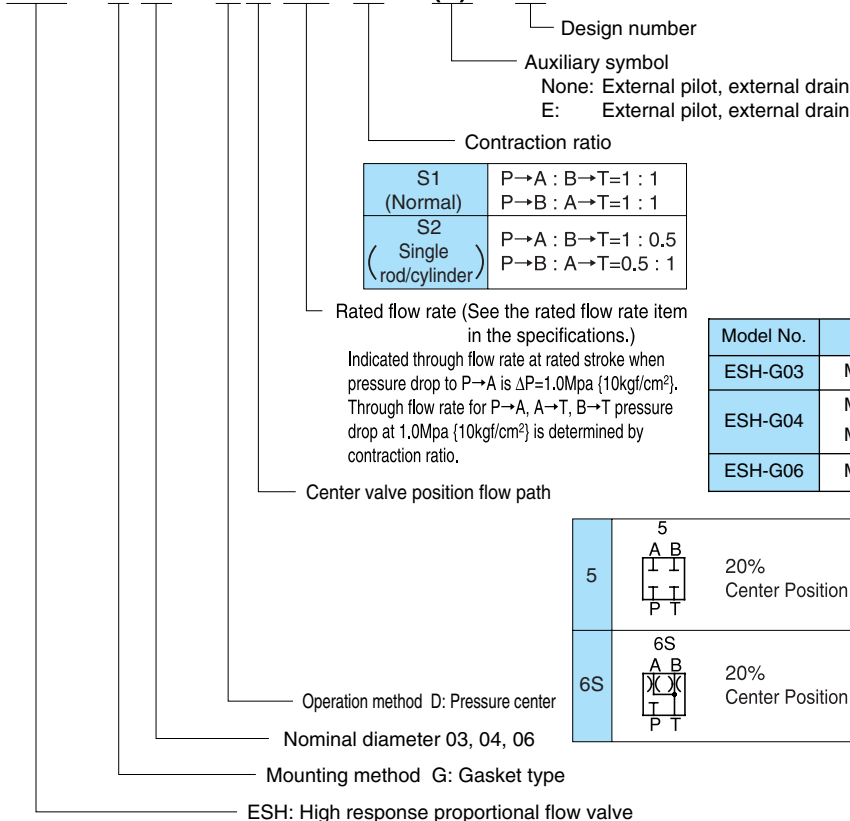 Design number
Auxiliary symbol
None: External pilot, external drain
E: External pilot, external drain
Contraction ratio
S1
(Normal)
P→A : B→T=1 : 1
P→B : A→T=1 : 1
S2
(Single
rod/cylinder)
P→A : B→T=1 : 0.5
P→B : A→T=0.5 : 1
Rated flow rate (See the rated flow rate item
in the specifications.)
Indicated through flow rate at rated stroke when
pressure drop to P→A is ΔP=1.0Mpa {10kgf/cm²}.
Through flow rate for P→A, A→T, B→T pressure
drop at 1.0Mpa {10kgf/cm²} is determined by
contraction ratio.
Model No.
ESH-G03
ESH-G04
ESH-G06
Center valve position flow path
5
5
A B
P T
20%
Center Position
6S
6S
A B
P T
20%
Center Position
Operation method D: Pressure center
Nominal diameter 03, 04, 06
Mounting method G: Gasket type
ESH: High response proportional flow valve